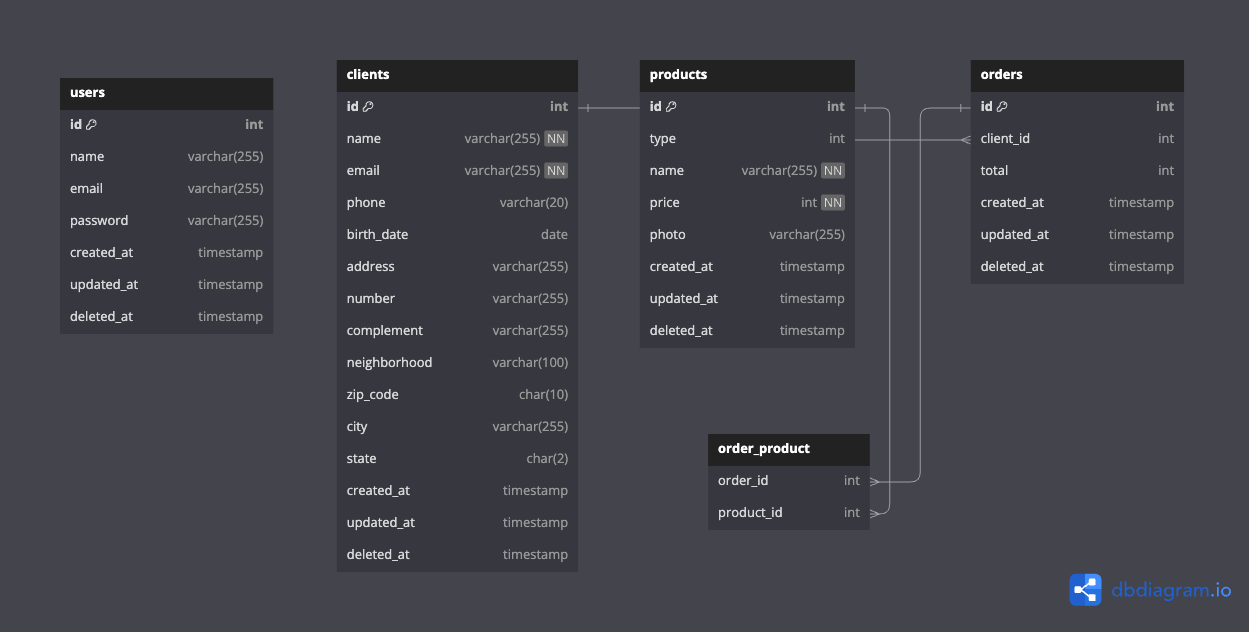 users
id int
name varchar(255)
email varchar(255)
password varchar(255)
created_at timestamp
updated_at timestamp
deleted_at timestamp
clients
id int
name varchar(255) NN
email varchar(255) NN
phone varchar(20)
birth_date date
address varchar(255)
number varchar(255)
complement varchar(255)
neighborhood varchar(100)
zip_code char(10)
city varchar(255)
state char(2)
created_at timestamp
updated_at timestamp
deleted_at timestamp
products
id int
type int
name varchar(255) NN
price int NN
photo varchar(255)
created_at timestamp
updated_at timestamp
deleted_at timestamp
orders
id int
client_id int
total int
created_at timestamp
updated_at timestamp
deleted_at timestamp
order_product
order_id int
product_id int
dbdiagram.io